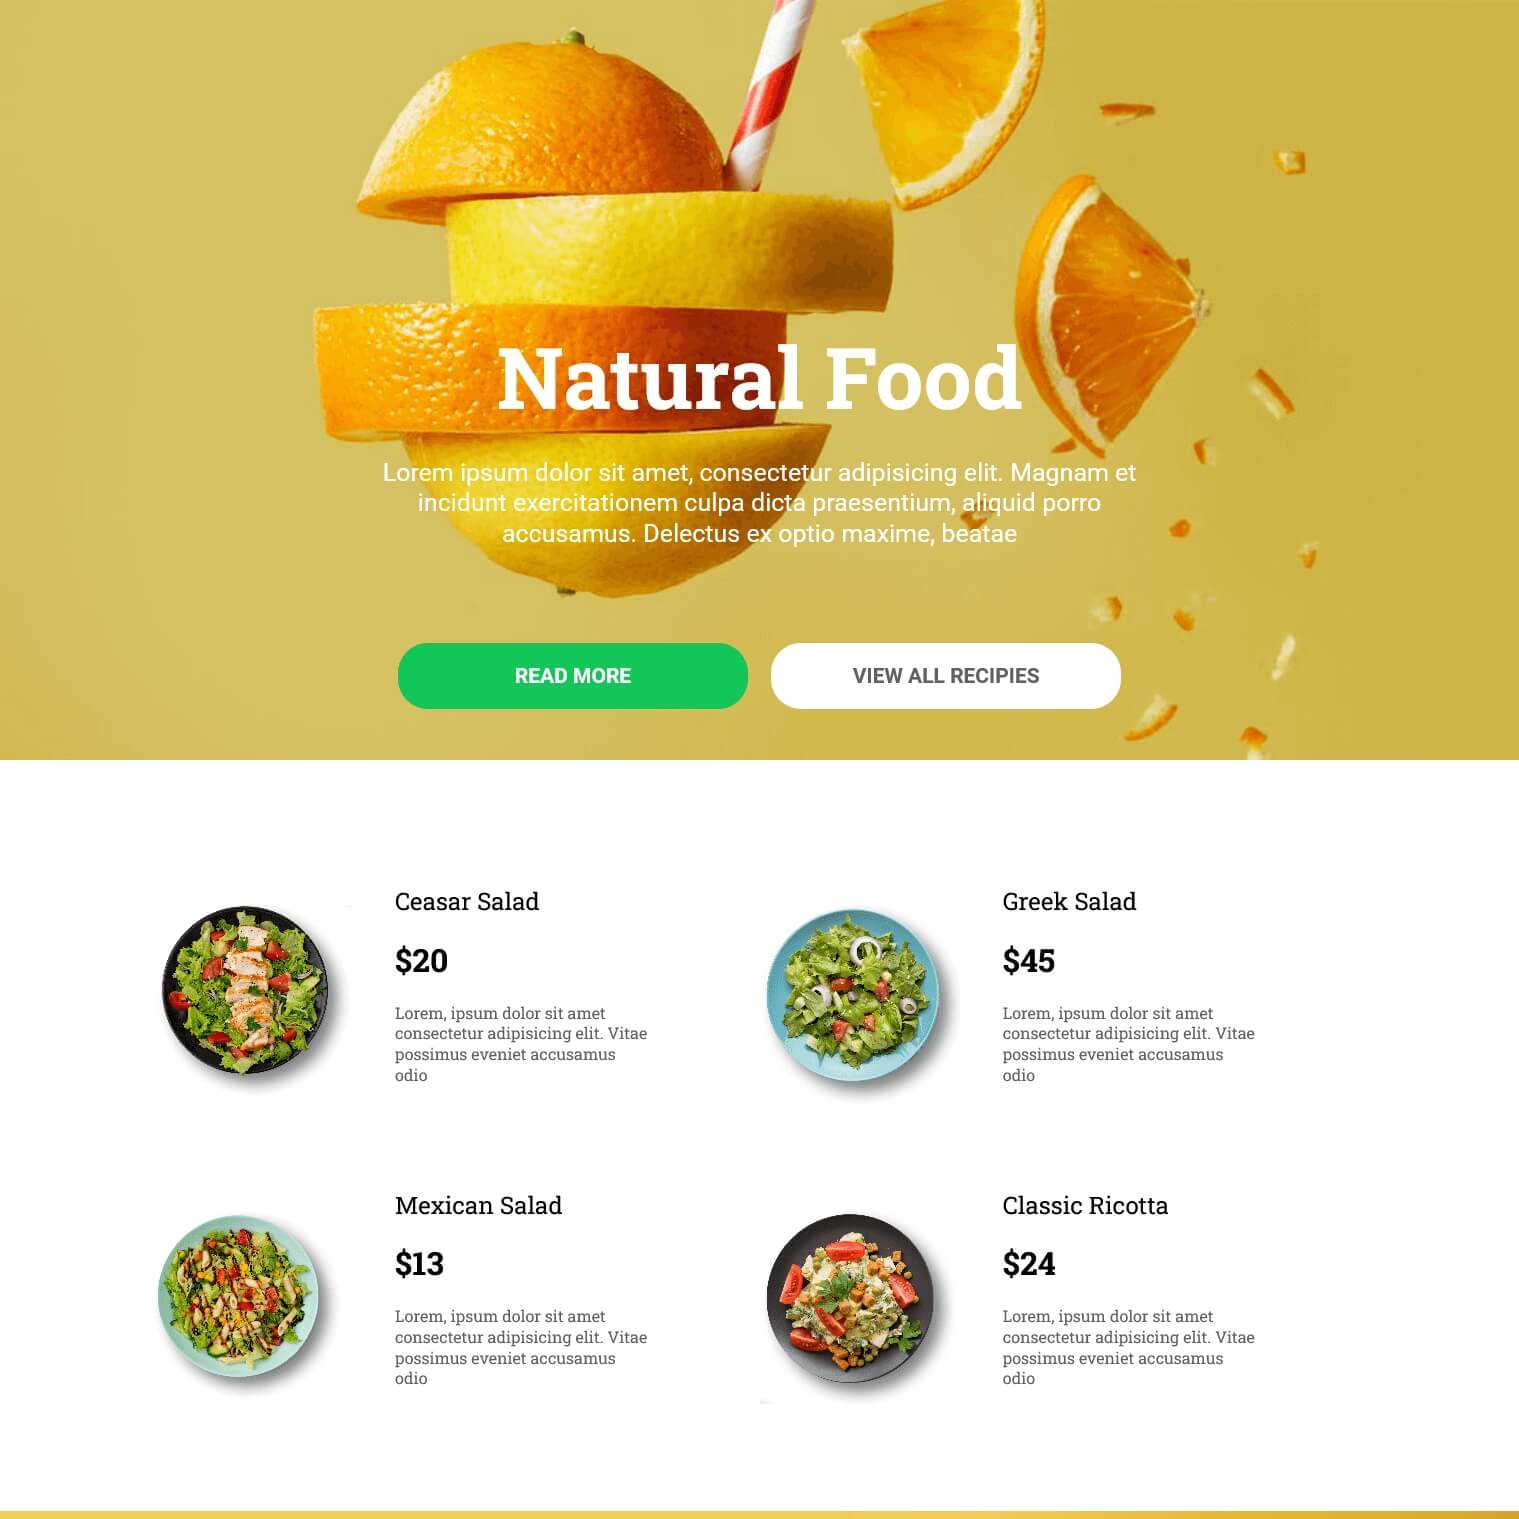 Natural Food
Lorem ipsum dolor sit amet, consectetur adipisicing elit. Magnam et
incidunt exercitationem culpa dicta praesentium, aliquid porro
accusamus. Delectus ex optio maxime, beatae
READ MORE
VIEW ALL RECIPIES
Ceasar Salad
$20
Lorem, ipsum dolor sit amet
consectetur adipisicing elit. Vitae
possimus eveniet accusamus
odio
Greek Salad
$45
Lorem, ipsum dolor sit amet
consectetur adipisicing elit. Vitae
possimus eveniet accusamus
odio
Mexican Salad
$13
Lorem, ipsum dolor sit amet
consectetur adipisicing elit. Vitae
possimus eveniet accusamus
odio
Classic Ricotta
$24
Lorem, ipsum dolor sit amet
consectetur adipisicing elit. Vitae
possimus eveniet accusamus
odio